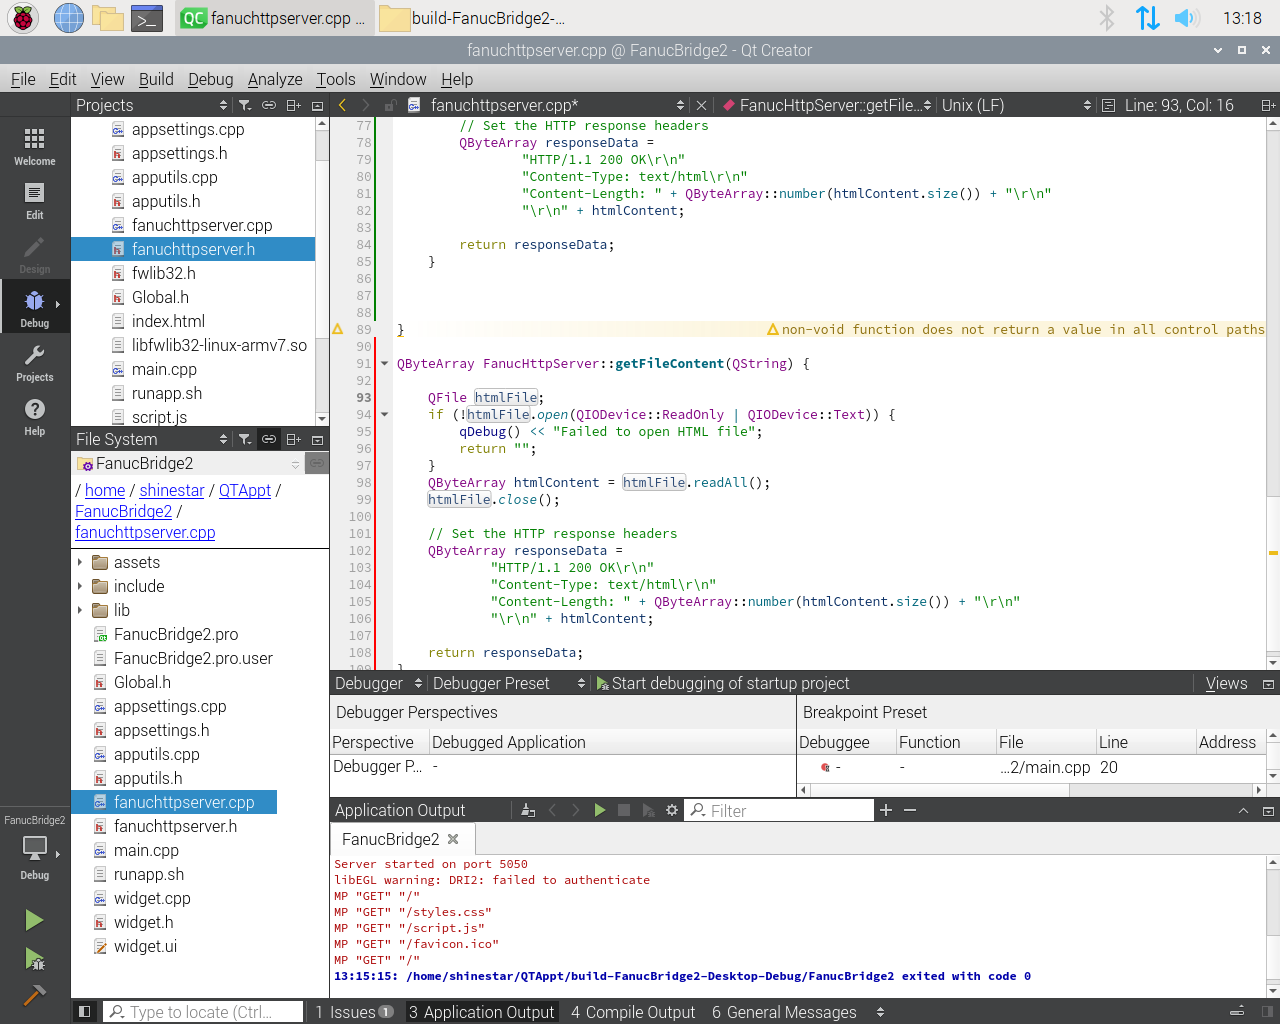 fanuchttpserver.cpp ...
build-FanucBridge2-...
13:18
fanuchttpserver.cpp @ FanucBridge2 - Qt Creator
File Edit View Build Debug Analyze Tools Window Help
Projects
fanuchttpserver.cpp*
FanucHttpServer::getFile...
Unix (LF)
Line: 93, Col: 16
Welcome
Edit
Design
Debug
Projects
Help
appsettings.cpp
appsettings.h
apputils.cpp
apputils.h
fanuchttpserver.cpp
fanuchttpserver.h
fwlib32.h
Global.h
index.html
libfwlib32-linux-armv7.so
main.cpp
runapp.sh
script.js
File System
FanucBridge2
/ home / shinestar / QTAppt /
FanucBridge2 /
fanuchttpserver.cpp
assets
include
lib
FanucBridge2.pro
FanucBridge2.pro.user
Global.h
appsettings.cpp
appsettings.h
apputils.cpp
apputils.h
fanuchttpserver.cpp
fanuchttpserver.h
main.cpp
runapp.sh
widget.cpp
widget.h
widget.ui
FanucBridge2
Debug
77 // Set the HTTP response headers
78 QByteArray responseData =
79 "HTTP/1.1 200 OK\r\n"
80 "Content-Type: text/html\r\n"
81 "Content-Length: " + QByteArray::number(htmlContent.size()) + "\r\n"
82 "\r\n" + htmlContent;
83
84 return responseData;
85 }
86
87
88
89 } non-void function does not return a value in all control paths
90
91 QByteArray FanucHttpServer::getFileContent(QString) {
92
93 QFile htmlFile;
94 if (!htmlFile.open(QIODevice::ReadOnly | QIODevice::Text)) {
95 qDebug() << "Failed to open HTML file";
96 return "";
97 }
98 QByteArray htmlContent = htmlFile.readAll();
99 htmlFile.close();
100
101 // Set the HTTP response headers
102 QByteArray responseData =
103 "HTTP/1.1 200 OK\r\n"
104 "Content-Type: text/html\r\n"
105 "Content-Length: " + QByteArray::number(htmlContent.size()) + "\r\n"
106 "\r\n" + htmlContent;
107
108 return responseData;
109 }
Debugger Debugger Preset Start debugging of startup project Views
Debugger Perspectives
Perspective Debugged Application
Debugger P... -
Breakpoint Preset
Debuggee Function File Line Address
- - ...2/main.cpp 20
Application Output
Filter
FanucBridge2
Server started on port 5050
libEGL warning: DRI2: failed to authenticate
MP "GET" "/"
MP "GET" "/styles.css"
MP "GET" "/script.js"
MP "GET" "/favicon.ico"
MP "GET" "/"
13:15:15: /home/shinestar/QTAppt/build-FanucBridge2-Desktop-Debug/FanucBridge2 exited with code 0
Type to locate (Ctrl...
1 Issues 1
3 Application Output
4 Compile Output
6 General Messages